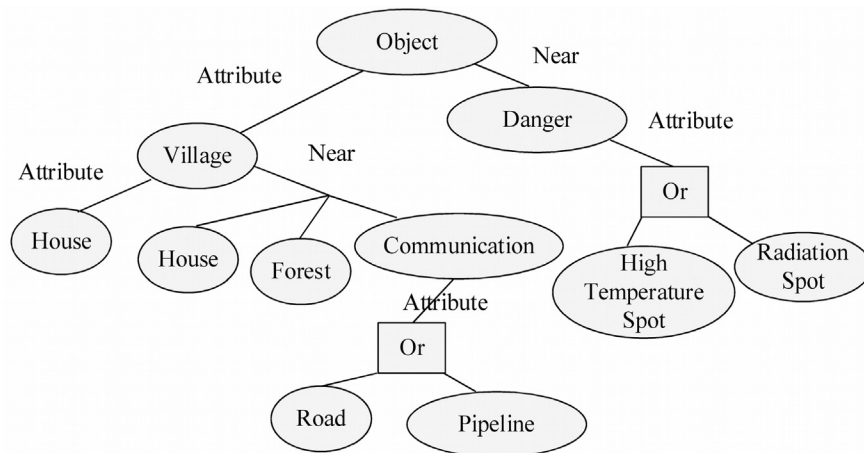 Object
Near
Attribute
Danger
Attribute
Village
Near
Attribute
Or
House
House
Forest
Communication
High
Temperature
Spot
Radiation
Spot
Attribute
Or
Road
Pipeline